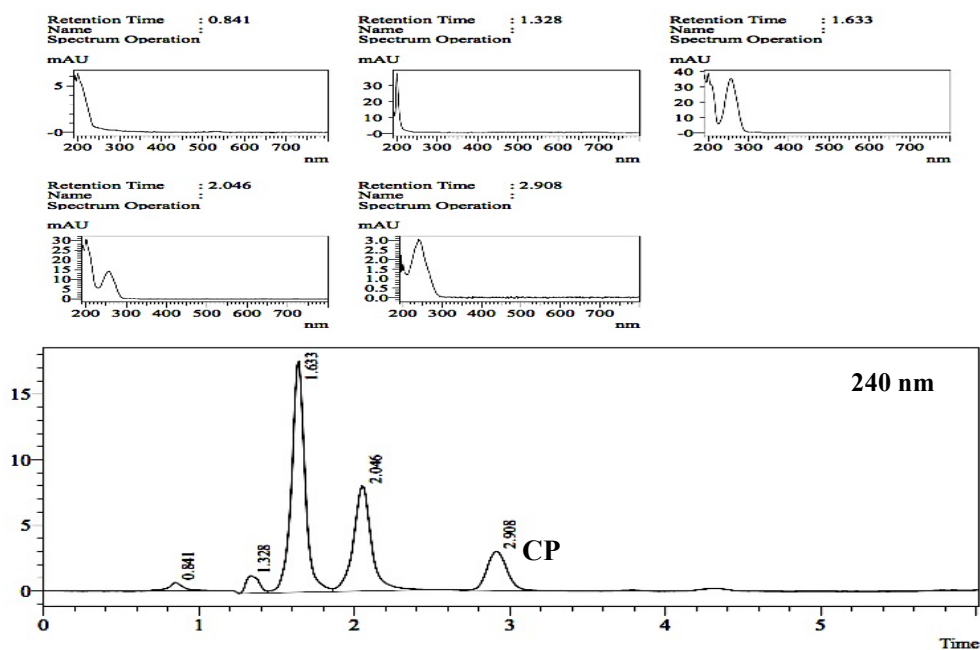 Retention Time : 0.841
Name :
Spectrum Operation
mAU
5
-0
200 300 400 500 600 700
nm
Retention Time : 1.328
Name :
Spectrum Operation
mAU
30
20
10
-0
200 300 400 500 600 700
nm
Retention Time : 1.633
Name :
Spectrum Operation
mAU
40
30
20
10
-0
200 300 400 500 600 700
nm
Retention Time : 2.046
Name :
Spectrum Operation
mAU
30
25
20
15
10
5
0
200 300 400 500 600 700
nm
Retention Time : 2.908
Name :
Spectrum Operation
mAU
3.0
2.5
2.0
1.5
1.0
0.5
0.0
200 300 400 500 600 700
nm
240 nm
15
10
5
0
0.841
1.328
1.633
2.046
2.908
CP
0 1 2 3 4 5
Time